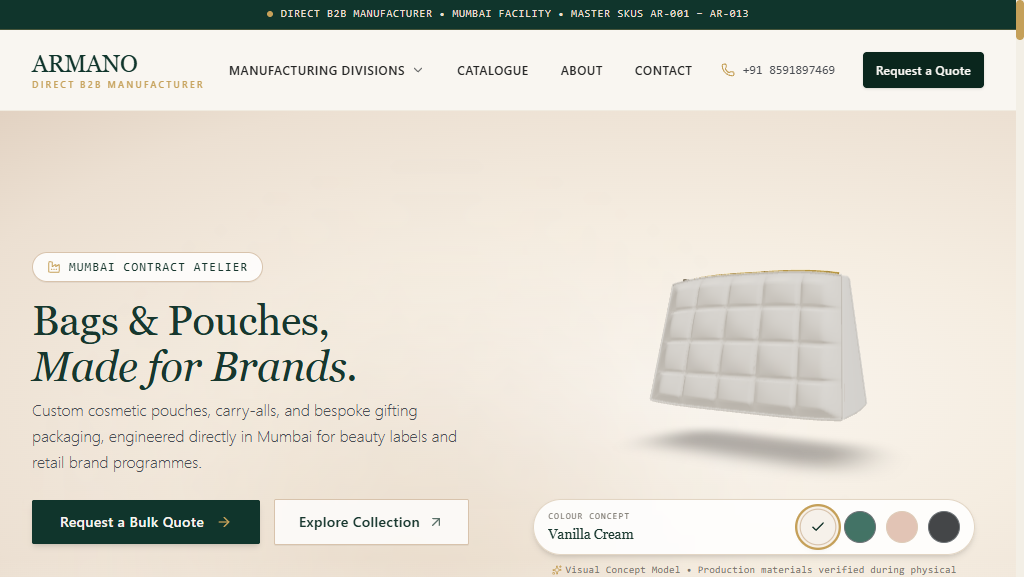 DIRECT B2B MANUFACTURER • MUMBAI FACILITY • MASTER SKUS AR-001 – AR-013
ARMANO
DIRECT B2B MANUFACTURER
MANUFACTURING DIVISIONS
CATALOGUE
ABOUT
CONTACT
+91 8591897469
Request a Quote
MUMBAI CONTRACT ATELIER
Bags & Pouches,
Made for Brands.
Custom cosmetic pouches, carry-alls, and bespoke gifting
packaging, engineered directly in Mumbai for beauty labels and
retail brand programmes.
Request a Bulk Quote
Explore Collection
COLOUR CONCEPT
Vanilla Cream
Visual Concept Model • Production materials verified during physical